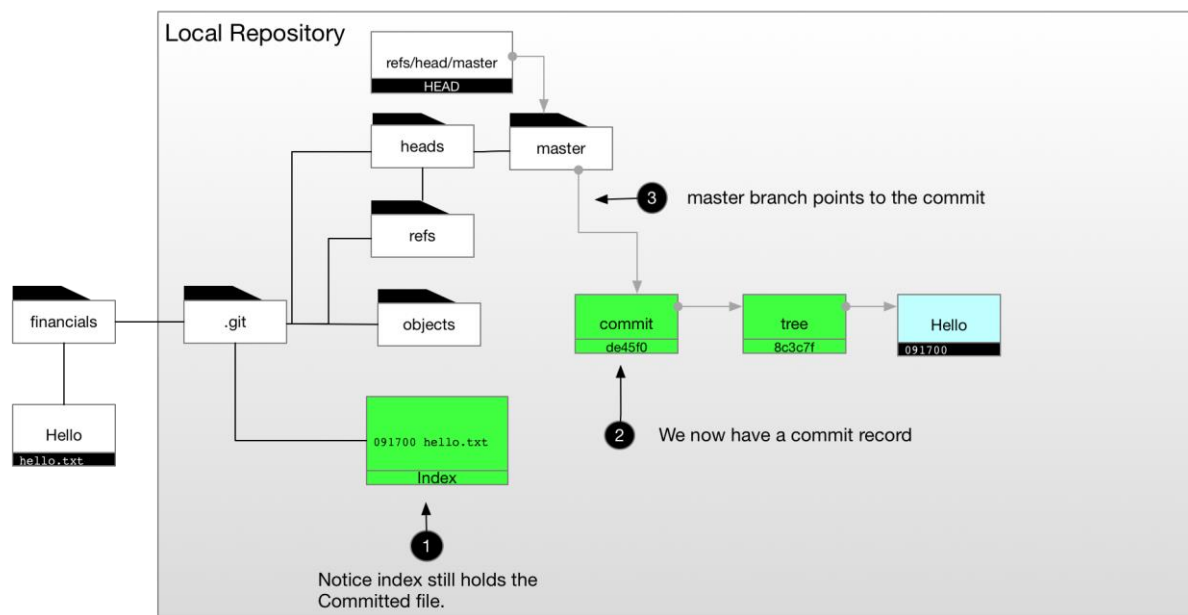 Local Repository
refs/head/master
HEAD
heads
master
3
master branch points to the commit
refs
financials
.git
objects
commit
de45f0
tree
8c3c7f
Hello
091700
Hello
hello.txt
091700 hello.txt
Index
2
We now have a commit record
1
Notice index still holds the
Committed file.